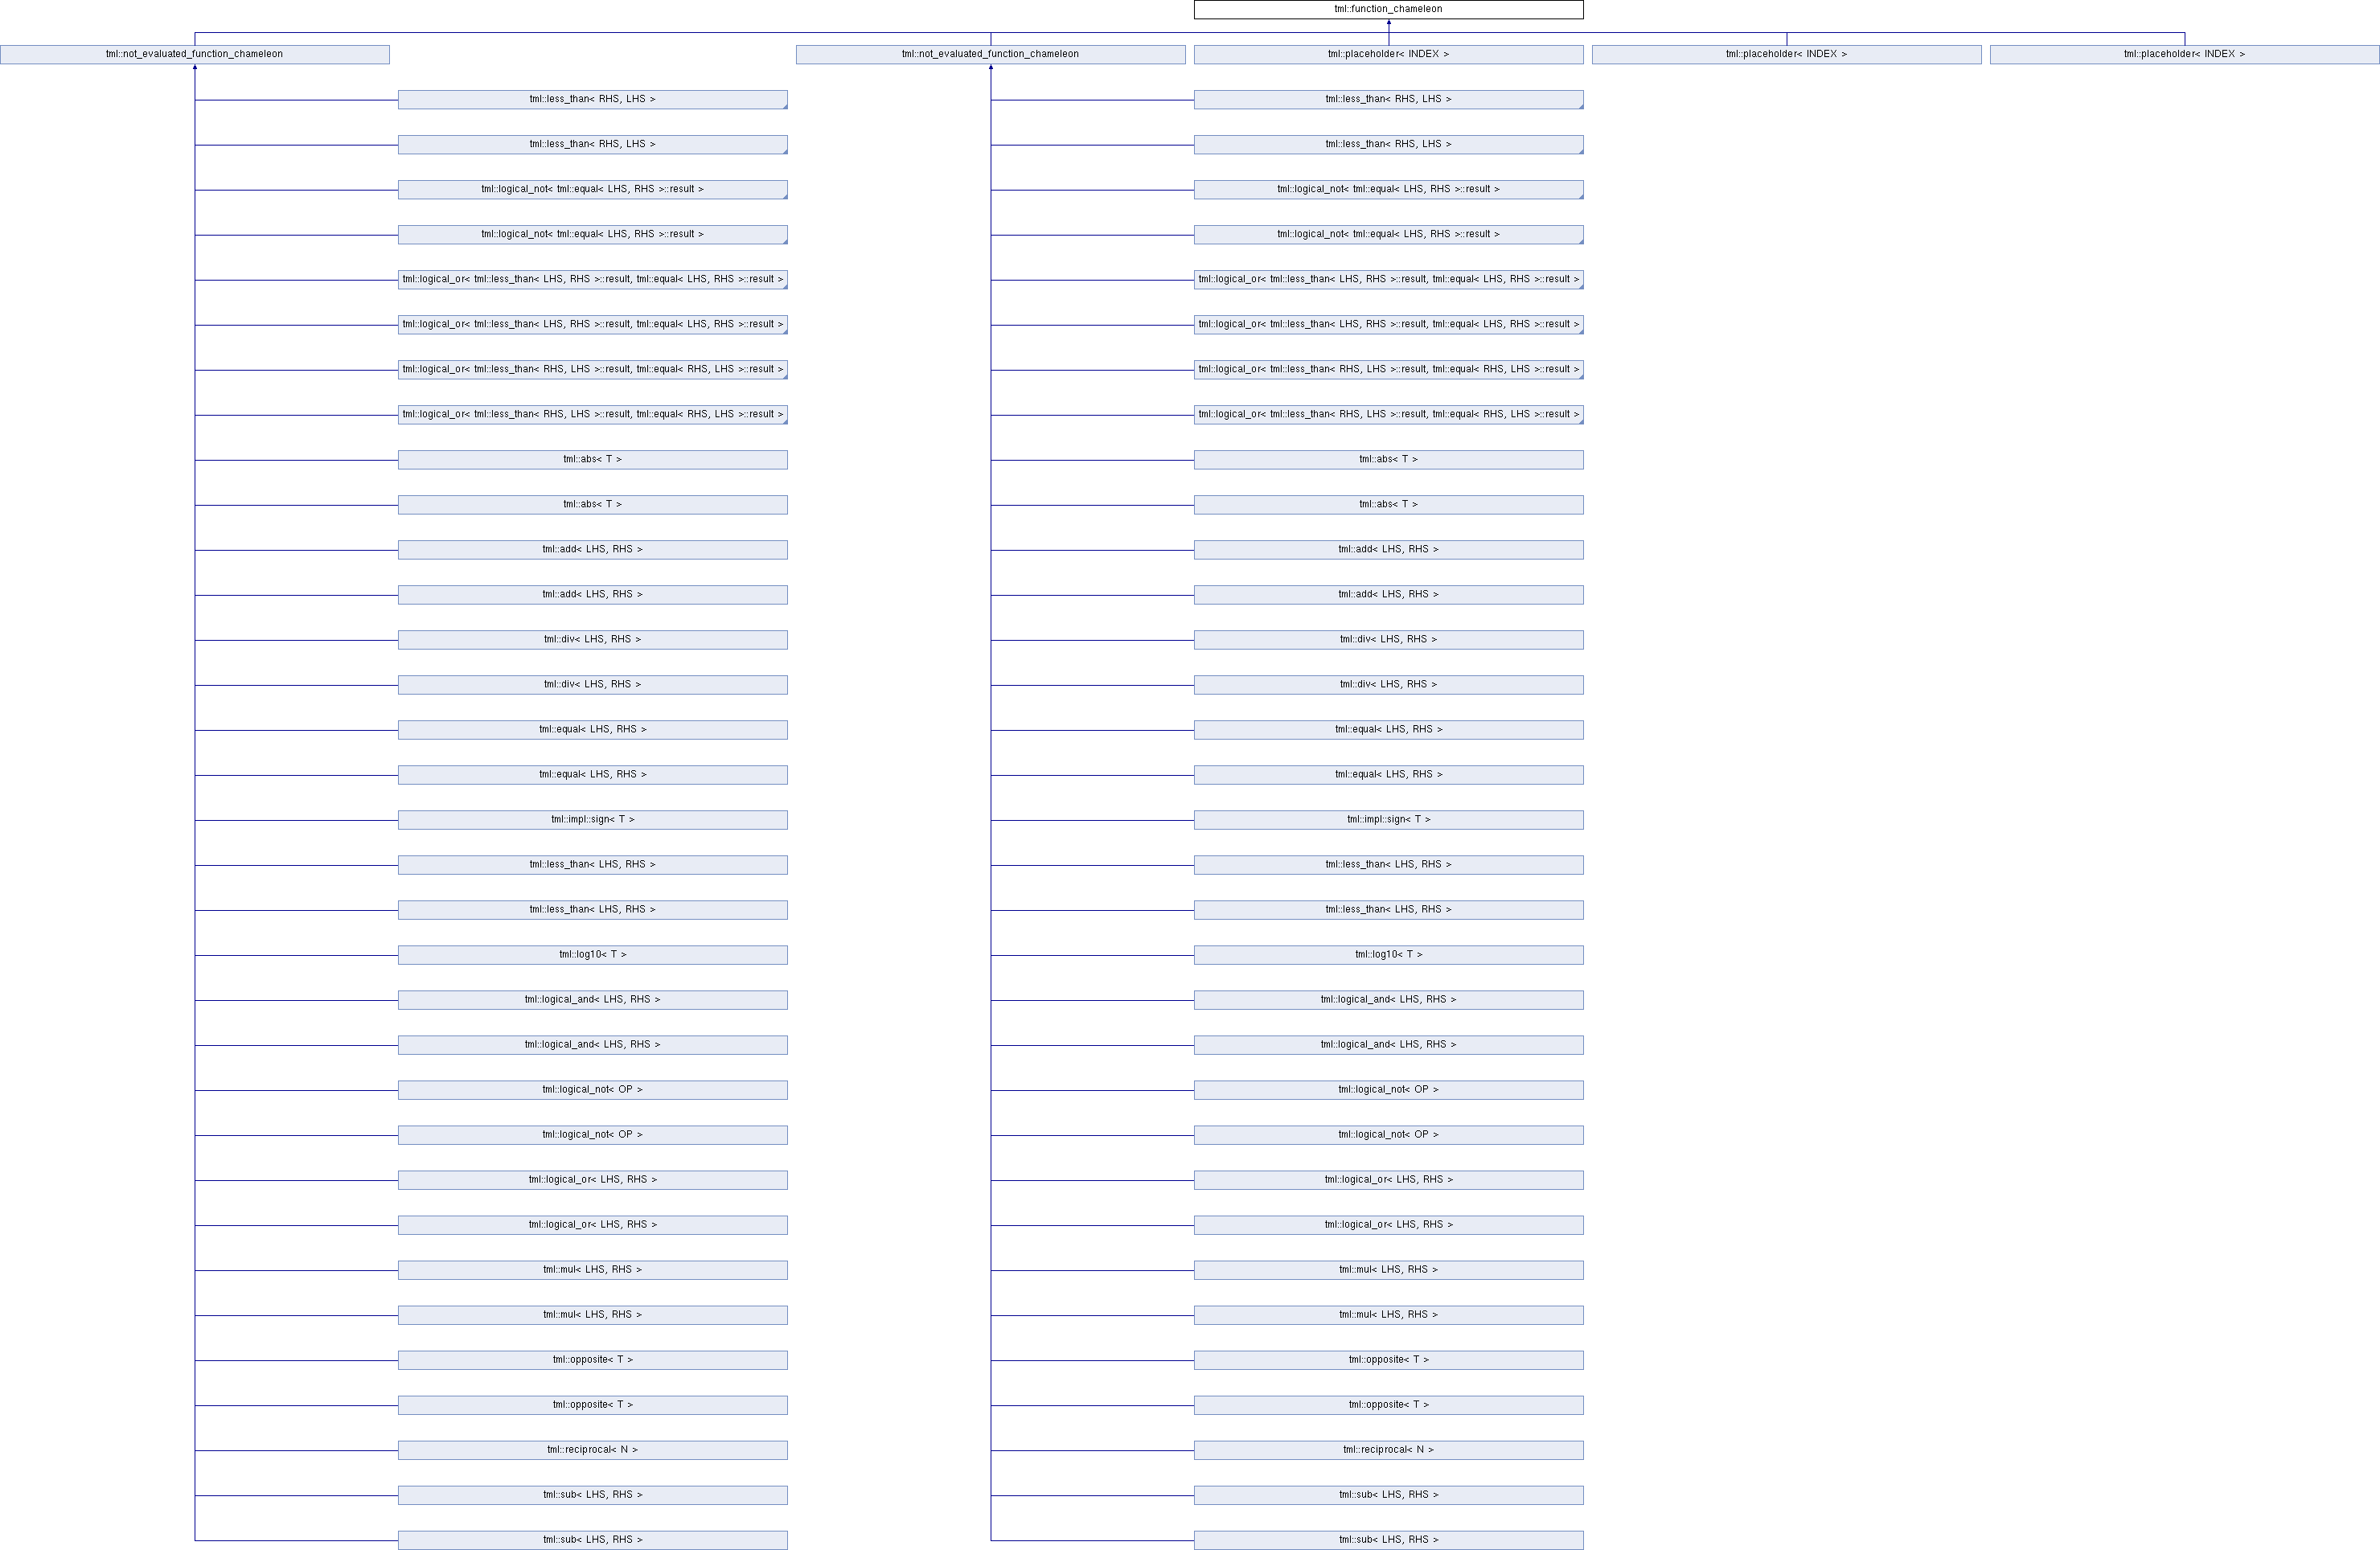 tml::function_chameleon
tml::not_evaluated_function_chameleon
tml::not_evaluated_function_chameleon
tml::placeholder< INDEX >
tml::placeholder< INDEX >
tml::placeholder< INDEX >
tml::less_than< RHS, LHS >
tml::less_than< RHS, LHS >
tml::less_than< RHS, LHS >
tml::less_than< RHS, LHS >
tml::logical_not< tml::equal< LHS, RHS >::result >
tml::logical_not< tml::equal< LHS, RHS >::result >
tml::logical_not< tml::equal< LHS, RHS >::result >
tml::logical_not< tml::equal< LHS, RHS >::result >
tml::logical_or< tml::less_than< LHS, RHS >::result, tml::equal< LHS, RHS >::result >
tml::logical_or< tml::less_than< LHS, RHS >::result, tml::equal< LHS, RHS >::result >
tml::logical_or< tml::less_than< LHS, RHS >::result, tml::equal< LHS, RHS >::result >
tml::logical_or< tml::less_than< LHS, RHS >::result, tml::equal< LHS, RHS >::result >
tml::logical_or< tml::less_than< RHS, LHS >::result, tml::equal< RHS, LHS >::result >
tml::logical_or< tml::less_than< RHS, LHS >::result, tml::equal< RHS, LHS >::result >
tml::logical_or< tml::less_than< RHS, LHS >::result, tml::equal< RHS, LHS >::result >
tml::logical_or< tml::less_than< RHS, LHS >::result, tml::equal< RHS, LHS >::result >
tml::abs< T >
tml::abs< T >
tml::abs< T >
tml::abs< T >
tml::add< LHS, RHS >
tml::add< LHS, RHS >
tml::add< LHS, RHS >
tml::add< LHS, RHS >
tml::div< LHS, RHS >
tml::div< LHS, RHS >
tml::div< LHS, RHS >
tml::div< LHS, RHS >
tml::equal< LHS, RHS >
tml::equal< LHS, RHS >
tml::equal< LHS, RHS >
tml::equal< LHS, RHS >
tml::impl::sign< T >
tml::impl::sign< T >
tml::less_than< LHS, RHS >
tml::less_than< LHS, RHS >
tml::less_than< LHS, RHS >
tml::less_than< LHS, RHS >
tml::log10< T >
tml::log10< T >
tml::logical_and< LHS, RHS >
tml::logical_and< LHS, RHS >
tml::logical_and< LHS, RHS >
tml::logical_and< LHS, RHS >
tml::logical_not< OP >
tml::logical_not< OP >
tml::logical_not< OP >
tml::logical_not< OP >
tml::logical_or< LHS, RHS >
tml::logical_or< LHS, RHS >
tml::logical_or< LHS, RHS >
tml::logical_or< LHS, RHS >
tml::mul< LHS, RHS >
tml::mul< LHS, RHS >
tml::mul< LHS, RHS >
tml::mul< LHS, RHS >
tml::opposite< T >
tml::opposite< T >
tml::opposite< T >
tml::opposite< T >
tml::reciprocal< N >
tml::reciprocal< N >
tml::sub< LHS, RHS >
tml::sub< LHS, RHS >
tml::sub< LHS, RHS >
tml::sub< LHS, RHS >